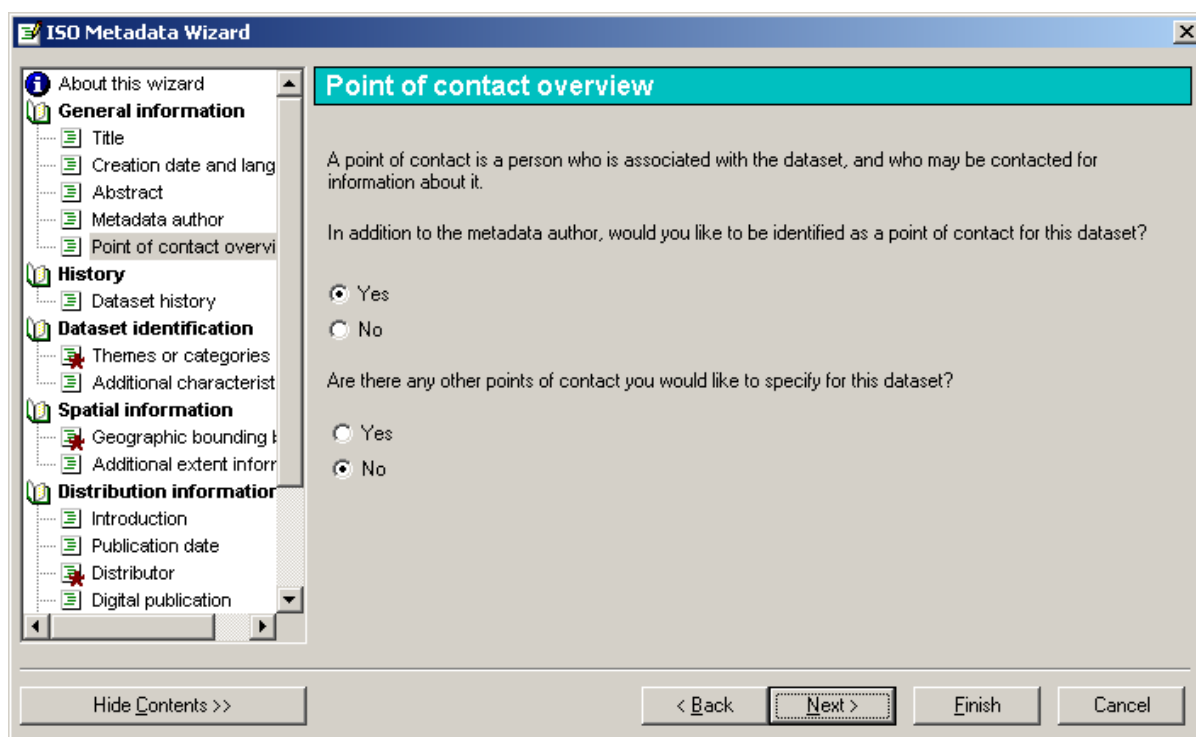 ISO Metadata Wizard
About this wizard
General information
Title
Creation date and lang
Abstract
Metadata author
Point of contact overvi
History
Dataset history
Dataset identification
Themes or categories
Additional characterist
Spatial information
Geographic bounding b
Additional extent inforr
Distribution information
Introduction
Publication date
Distributor
Digital publication
Point of contact overview
A point of contact is a person who is associated with the dataset, and who may be contacted for
information about it.
In addition to the metadata author, would you like to be identified as a point of contact for this dataset?
Yes
No
Are there any other points of contact you would like to specify for this dataset?
Yes
No
Hide Contents >>
< Back
Next >
Finish
Cancel